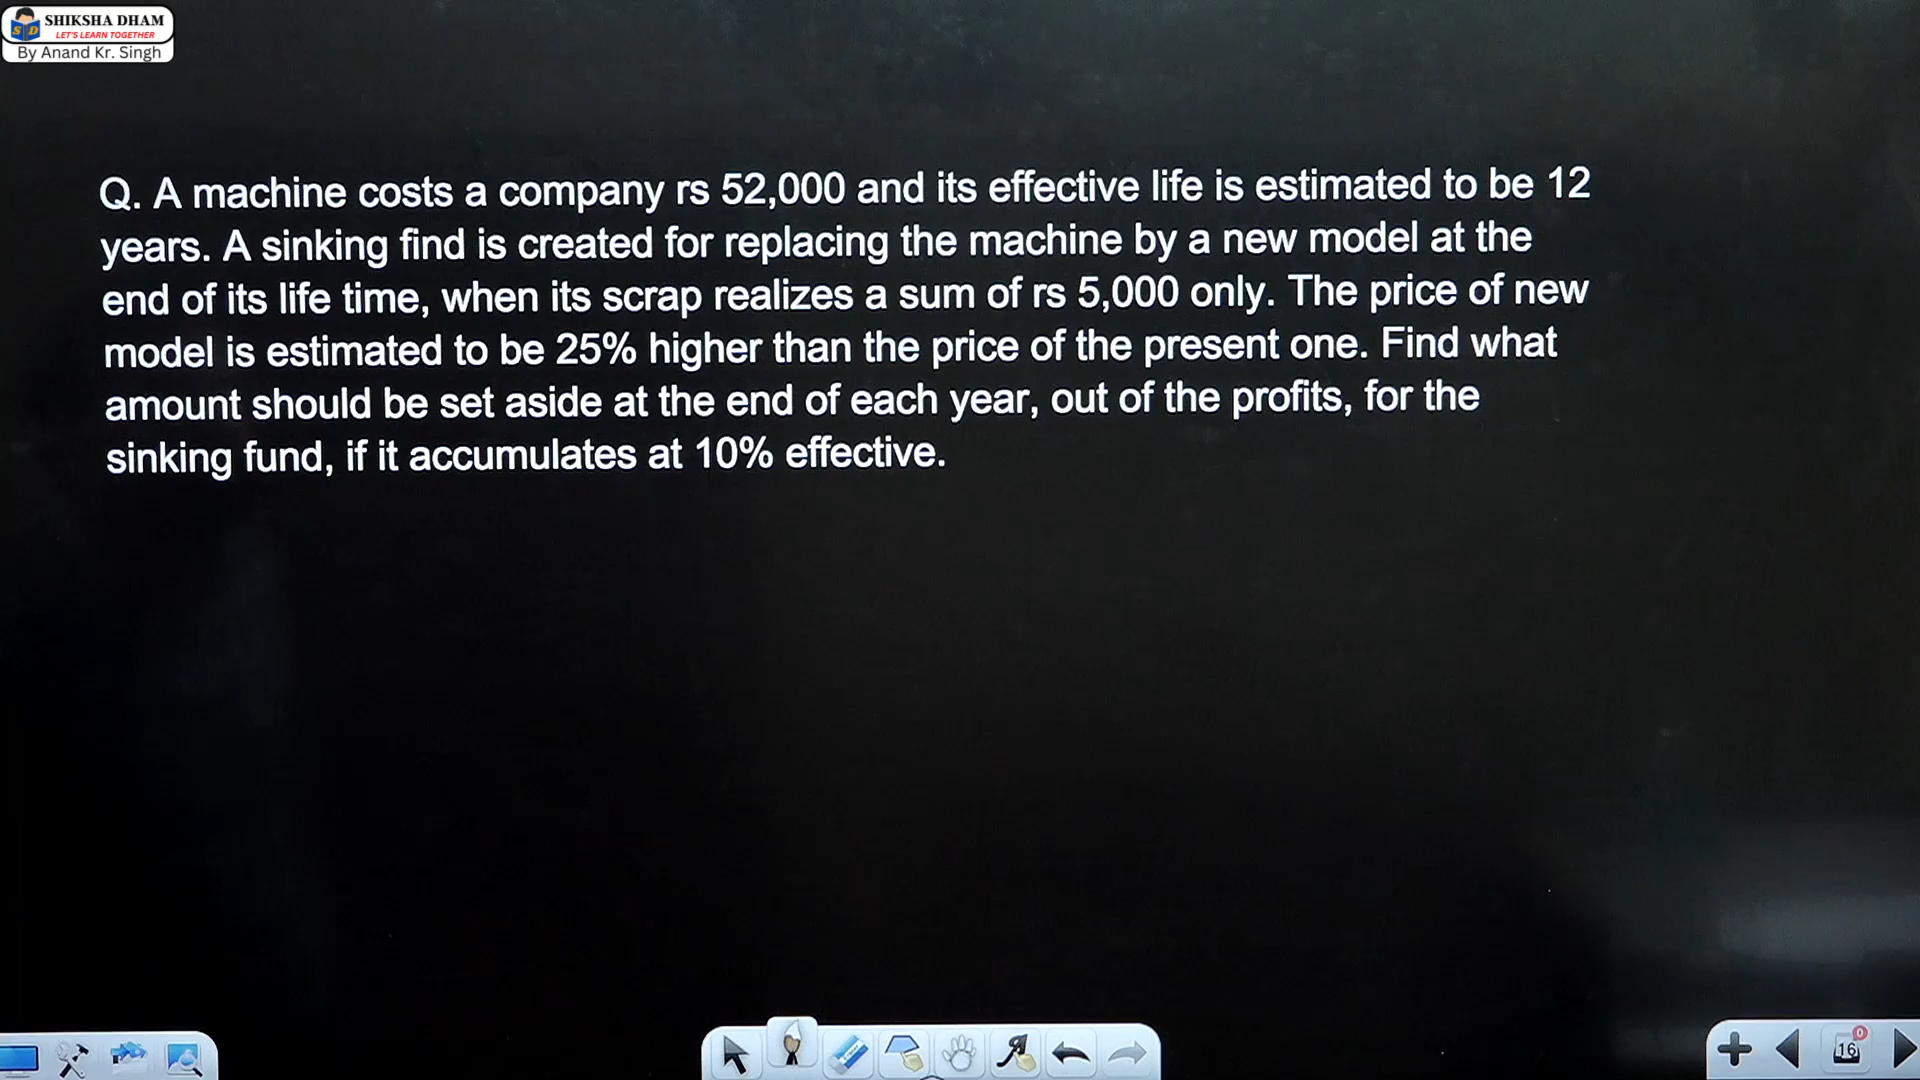 SHIKSHA DHAM
LET'S LEARN TOGETHER
By Anand Kr. Singh
Q. A machine costs a company rs 52,000 and its effective life is estimated to be 12
years. A sinking find is created for replacing the machine by a new model at the
end of its life time, when its scrap realizes a sum of rs 5,000 only. The price of new
model is estimated to be 25% higher than the price of the present one. Find what
amount should be set aside at the end of each year, out of the profits, for the
sinking fund, if it accumulates at 10% effective.
0
16